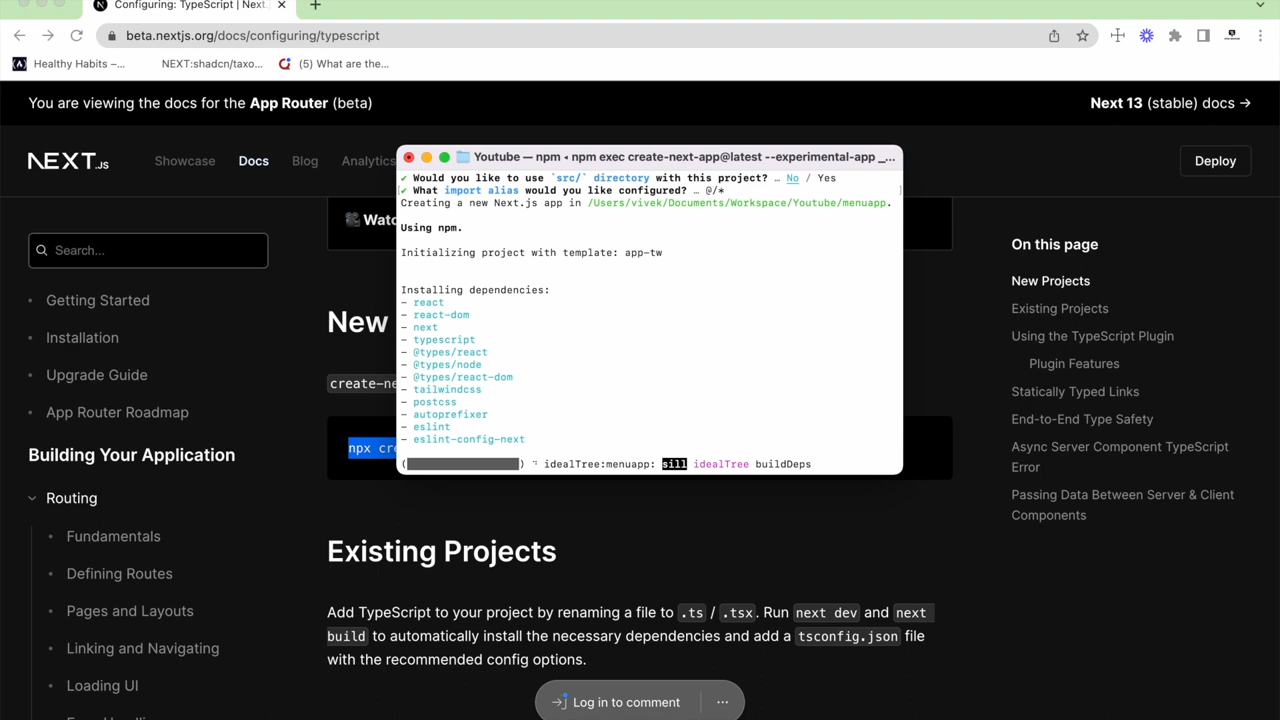 Configuring: TypeScript | Next.
beta.nextjs.org/docs/configuring/typescript
Healthy Habits –...
NEXT:shadcn/taxo...
(5) What are the...
You are viewing the docs for the App Router (beta)
Next 13 (stable) docs →
NEXT.JS
Showcase
Docs
Blog
Analytics
Deploy
Youtube — npm ◂ npm exec create-next-app@latest --experimental-app _...
✔ Would you like to use `src/` directory with this project? … No / Yes
[✔ What import alias would you like configured? … @/* ]
Creating a new Next.js app in /Users/vivek/Documents/Workspace/Youtube/menuapp.
Using npm.
Initializing project with template: app-tw
Installing dependencies:
- react
- react-dom
- next
- typescript
- @types/react
- @types/node
- @types/react-dom
- tailwindcss
- postcss
- autoprefixer
- eslint
- eslint-config-next
idealTree:menuapp: sill idealTree buildDeps
Search...
Getting Started
Installation
Upgrade Guide
App Router Roadmap
Building Your Application
Routing
Fundamentals
Defining Routes
Pages and Layouts
Linking and Navigating
Loading UI
New
create-ne
npx cre
Existing Projects
Add TypeScript to your project by renaming a file to .ts / .tsx. Run next dev and next
build to automatically install the necessary dependencies and add a tsconfig.json file
with the recommended config options.
Log in to comment
On this page
New Projects
Existing Projects
Using the TypeScript Plugin
Plugin Features
Statically Typed Links
End-to-End Type Safety
Async Server Component TypeScript
Error
Passing Data Between Server & Client
Components